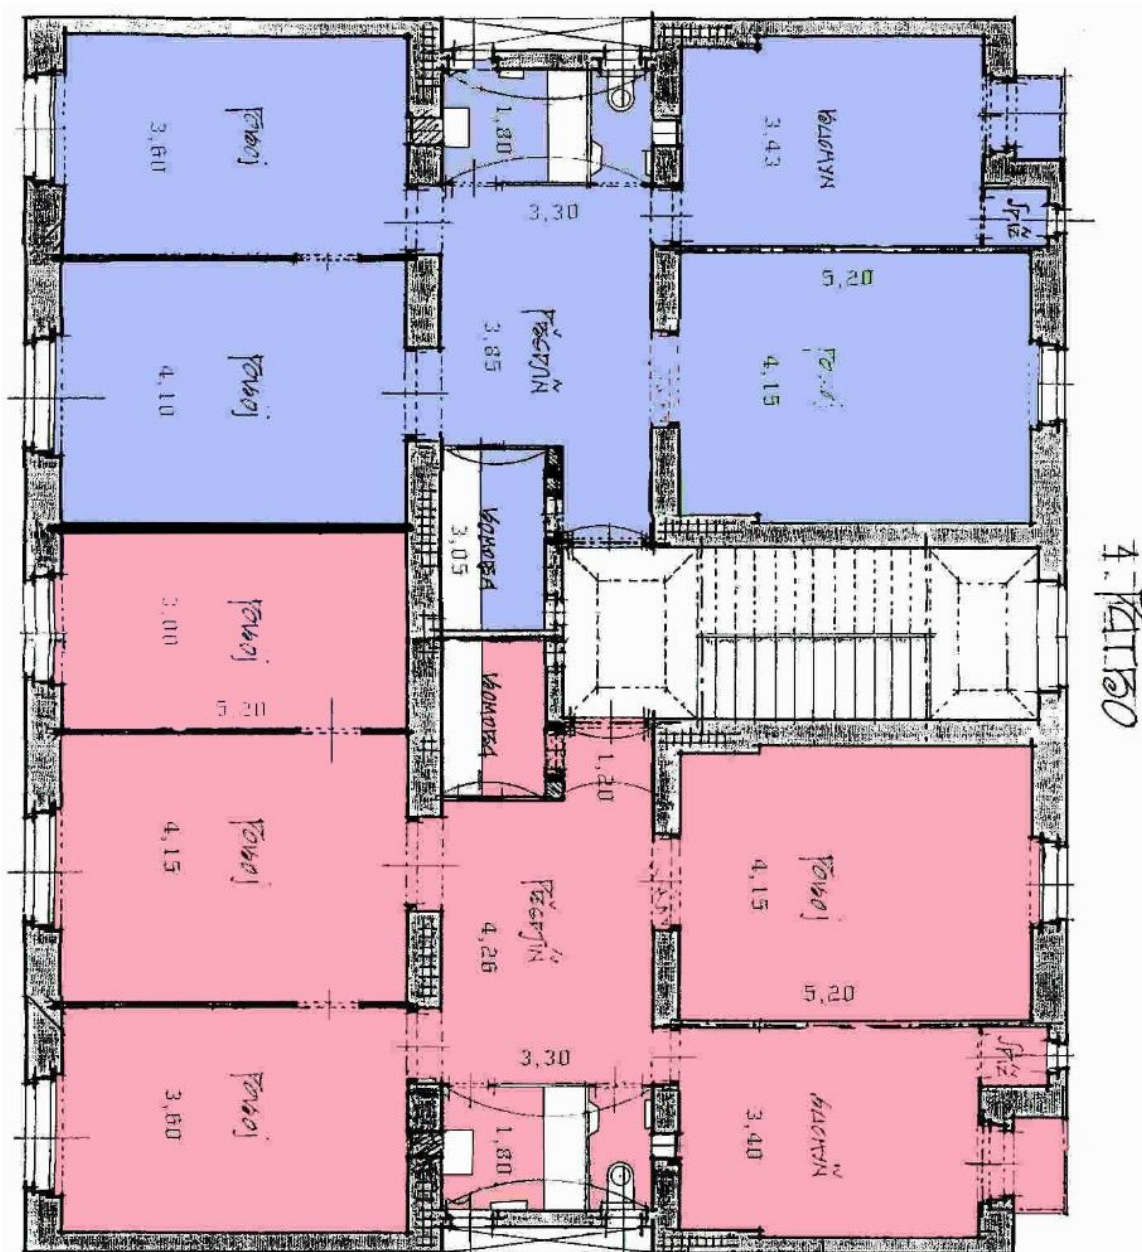 Pokoj
3,60
1,80
Kuchyň
3,43
3,30
Spíž
5,20
Pokoj
4,10
Předsíň
3,85
Pokoj
4,15
Komora
3,05
Pokoj
3,00
5,20
Komora
4. PATRO
1,20
Pokoj
4,15
Předsíň
4,26
Pokoj
4,15
5,20
3,30
Spíž
Pokoj
3,60
1,80
Kuchyň
3,40